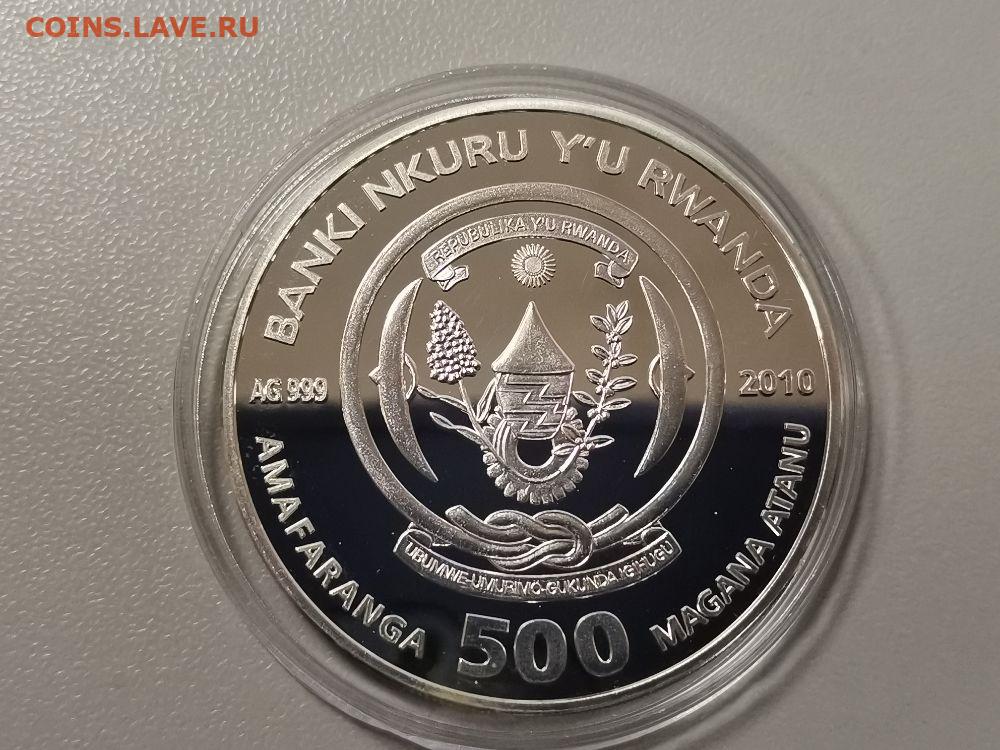 COINS.LAVE.RU
BANKI NKURU Y'U RWANDA
REPUBULIKA Y'U RWANDA
AG 999
2010
UBUMWE-UMURIMO-GUKUNDA IGIHUGU
AMAFARANGA
500
MAGANA ATANU